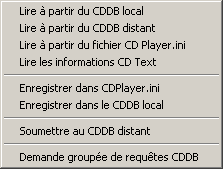 Lire à partir du CDDB local
Lire à partir du CDDB distant
Lire à partir du fichier CD Player.ini
Lire les informations CD Text
Enregistrer dans CDPlayer.ini
Enregistrer dans le CDDB local
Soumettre au CDDB distant
Demande groupée de requêtes CDDB